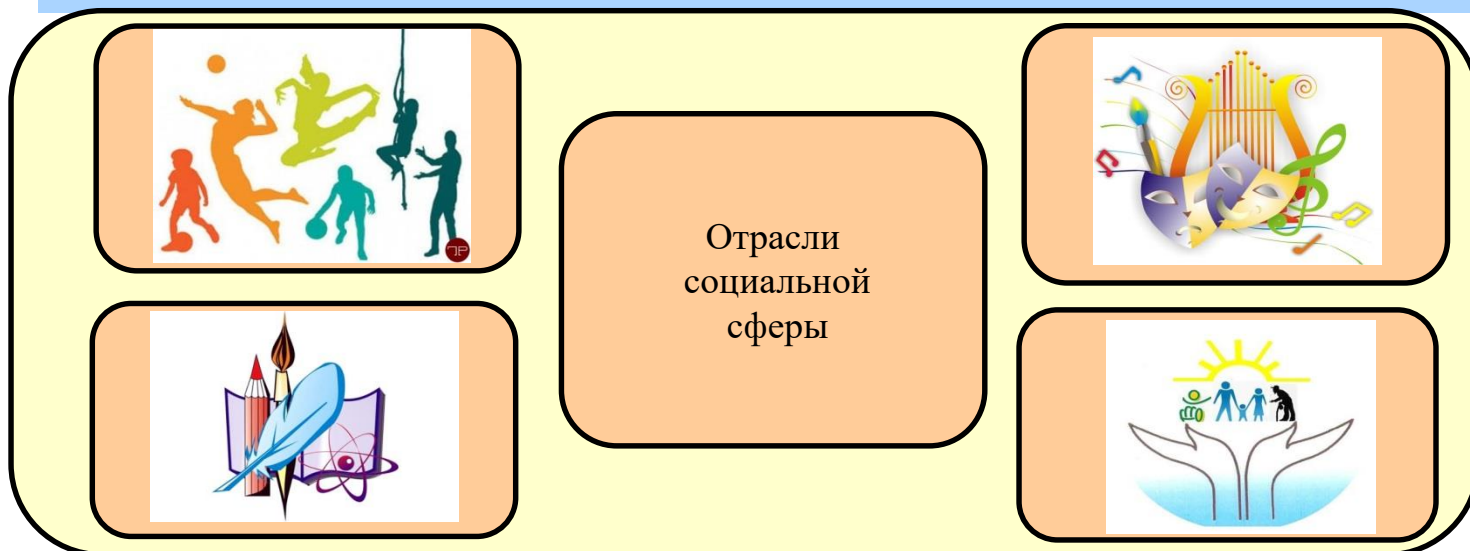 Отрасли
социальной
сферы